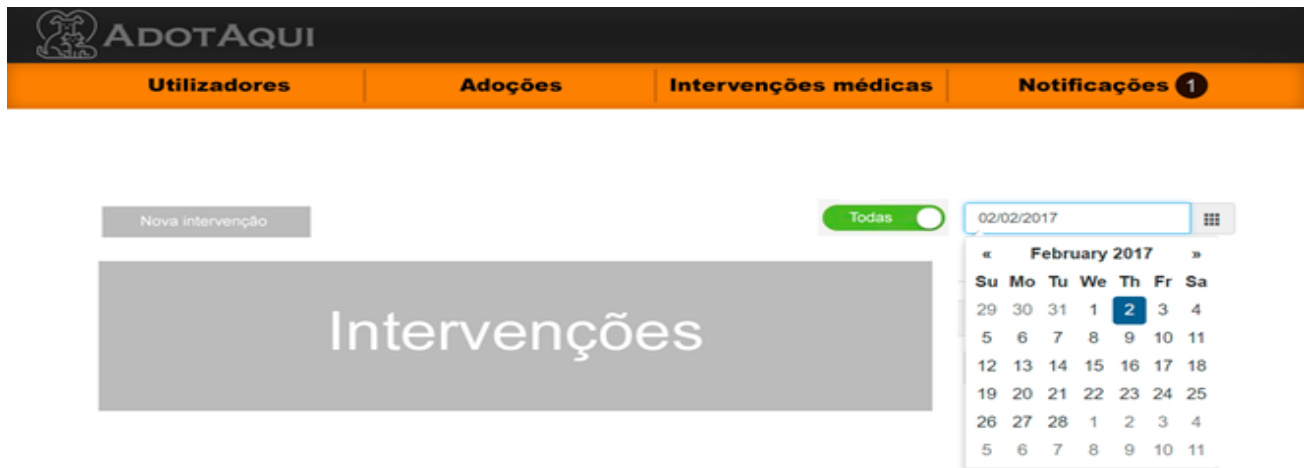 ADOTAQUI
Utilizadores Adoções Intervenções médicas Notificações 1
Nova intervenção Todas 02/02/2017
« February 2017 »
Su Mo Tu We Th Fr Sa
29 30 31 1 2 3 4
Intervenções
5 6 7 8 9 10 11
12 13 14 15 16 17 18
19 20 21 22 23 24 25
26 27 28 1 2 3 4
5 6 7 8 9 10 11